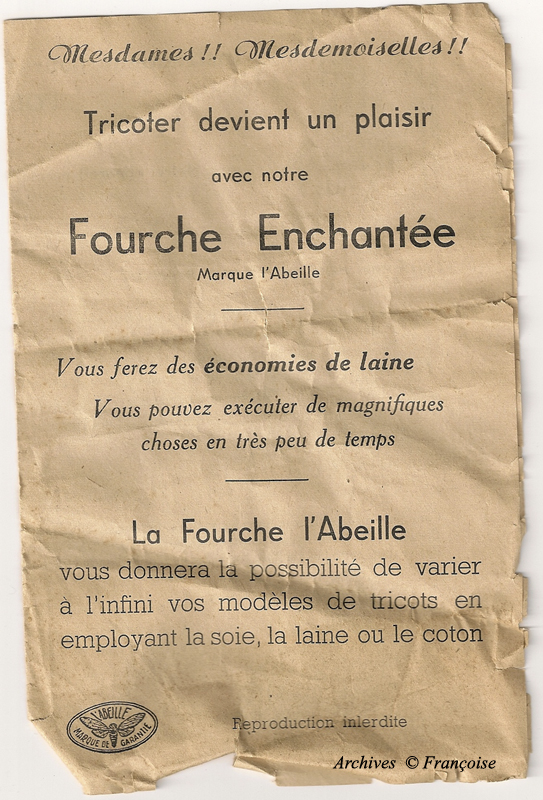 Mesdames !! Mesdemoiselles !!
Tricoter devient un plaisir
avec notre
Fourche Enchantée
Marque l'Abeille
Vous ferez des économies de laine
Vous pouvez exécuter de magnifiques
choses en très peu de temps
La Fourche l'Abeille
vous donnera la possibilité de varier
à l'infini vos modèles de tricots en
employant la soie, la laine ou le coton
L'ABEILLE
MARQUE DE GARANTIE
Reproduction interdite
Archives © Françoise